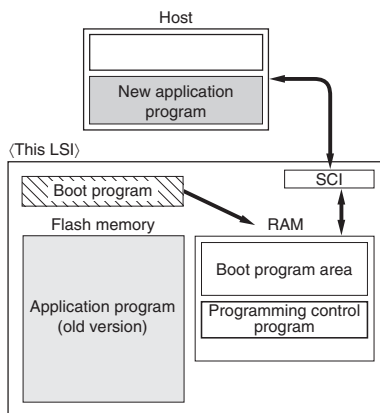 Host
New application
program
〈This LSI〉
SCI
Boot program
Flash memory
RAM
Application program
(old version)
Boot program area
Programming control
program